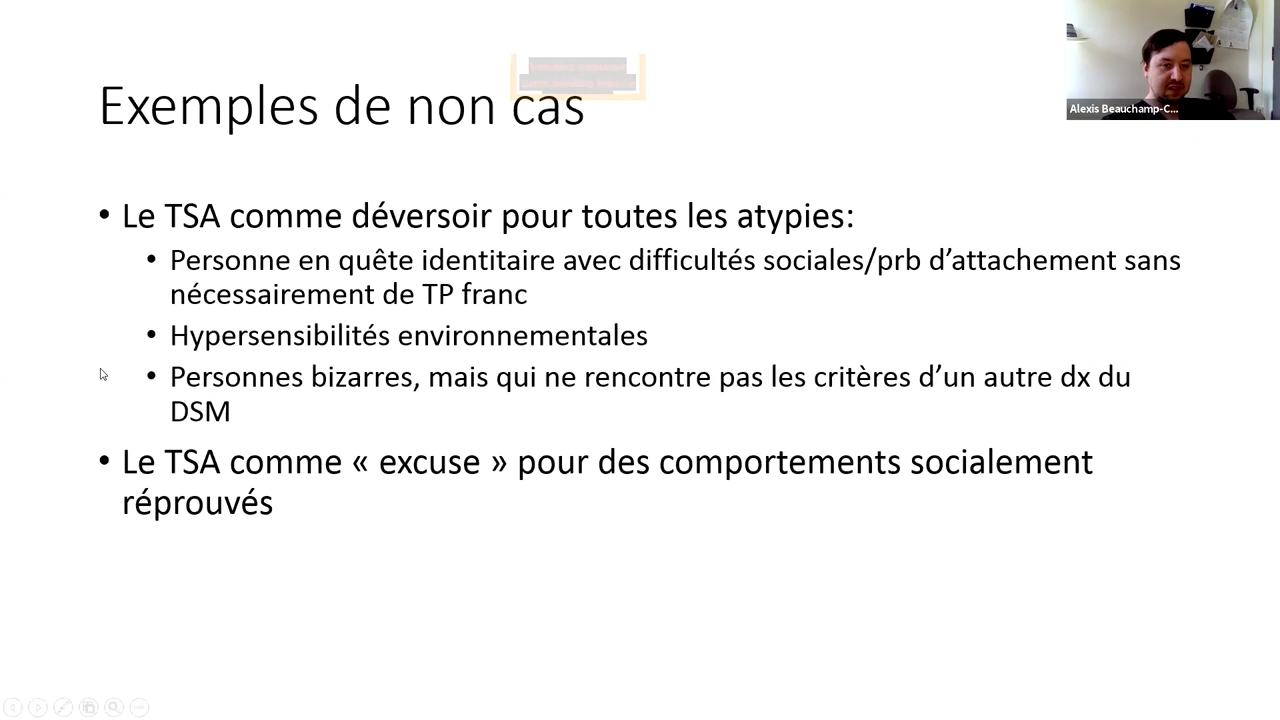 Exemples de non cas
Alexis Beauchamp-C...
• Le TSA comme déversoir pour toutes les atypies:
• Personne en quête identitaire avec difficultés sociales/prb d’attachement sans
nécessairement de TP franc
• Hypersensibilités environnementales
• Personnes bizarres, mais qui ne rencontre pas les critères d’un autre dx du
DSM
• Le TSA comme « excuse » pour des comportements socialement
réprouvés